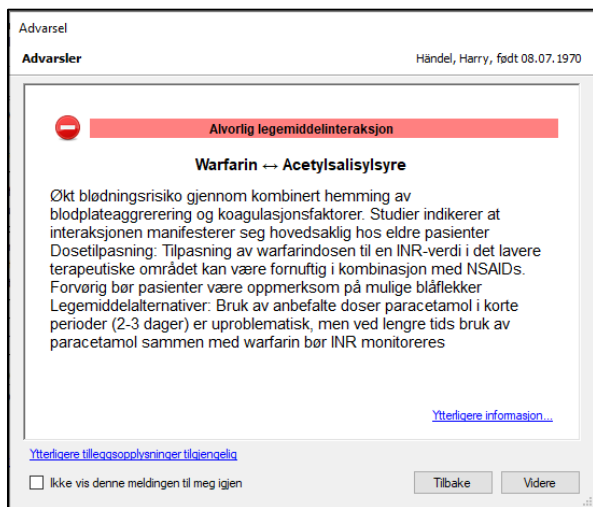 Advarsel
Advarsler
Händel, Harry, født 08.07.1970
Alvorlig legemiddelinteraksjon
Warfarin ↔ Acetylsalisylsyre
Økt blødningsrisiko gjennom kombinert hemming av
blodplateaggrerering og koagulasjonsfaktorer. Studier indikerer at
interaksjonen manifesterer seg hovedsaklig hos eldre pasienter
Dosetilpasning: Tilpasning av warfarindosen til en INR-verdi i det lavere
terapeutiske området kan være fornuftig i kombinasjon med NSAIDs.
Forvørig bør pasienter være oppmerksom på mulige blåflekker
Legemiddelalternativer: Bruk av anbefalte doser paracetamol i korte
perioder (2-3 dager) er uproblematisk, men ved lengre tids bruk av
paracetamol sammen med warfarin bør INR monitoreres
Ytterligere informasjon...
Ytterligere tilleggsopplysninger tilgjengelig
Ikke vis denne meldingen til meg igjen
Tilbake
Videre